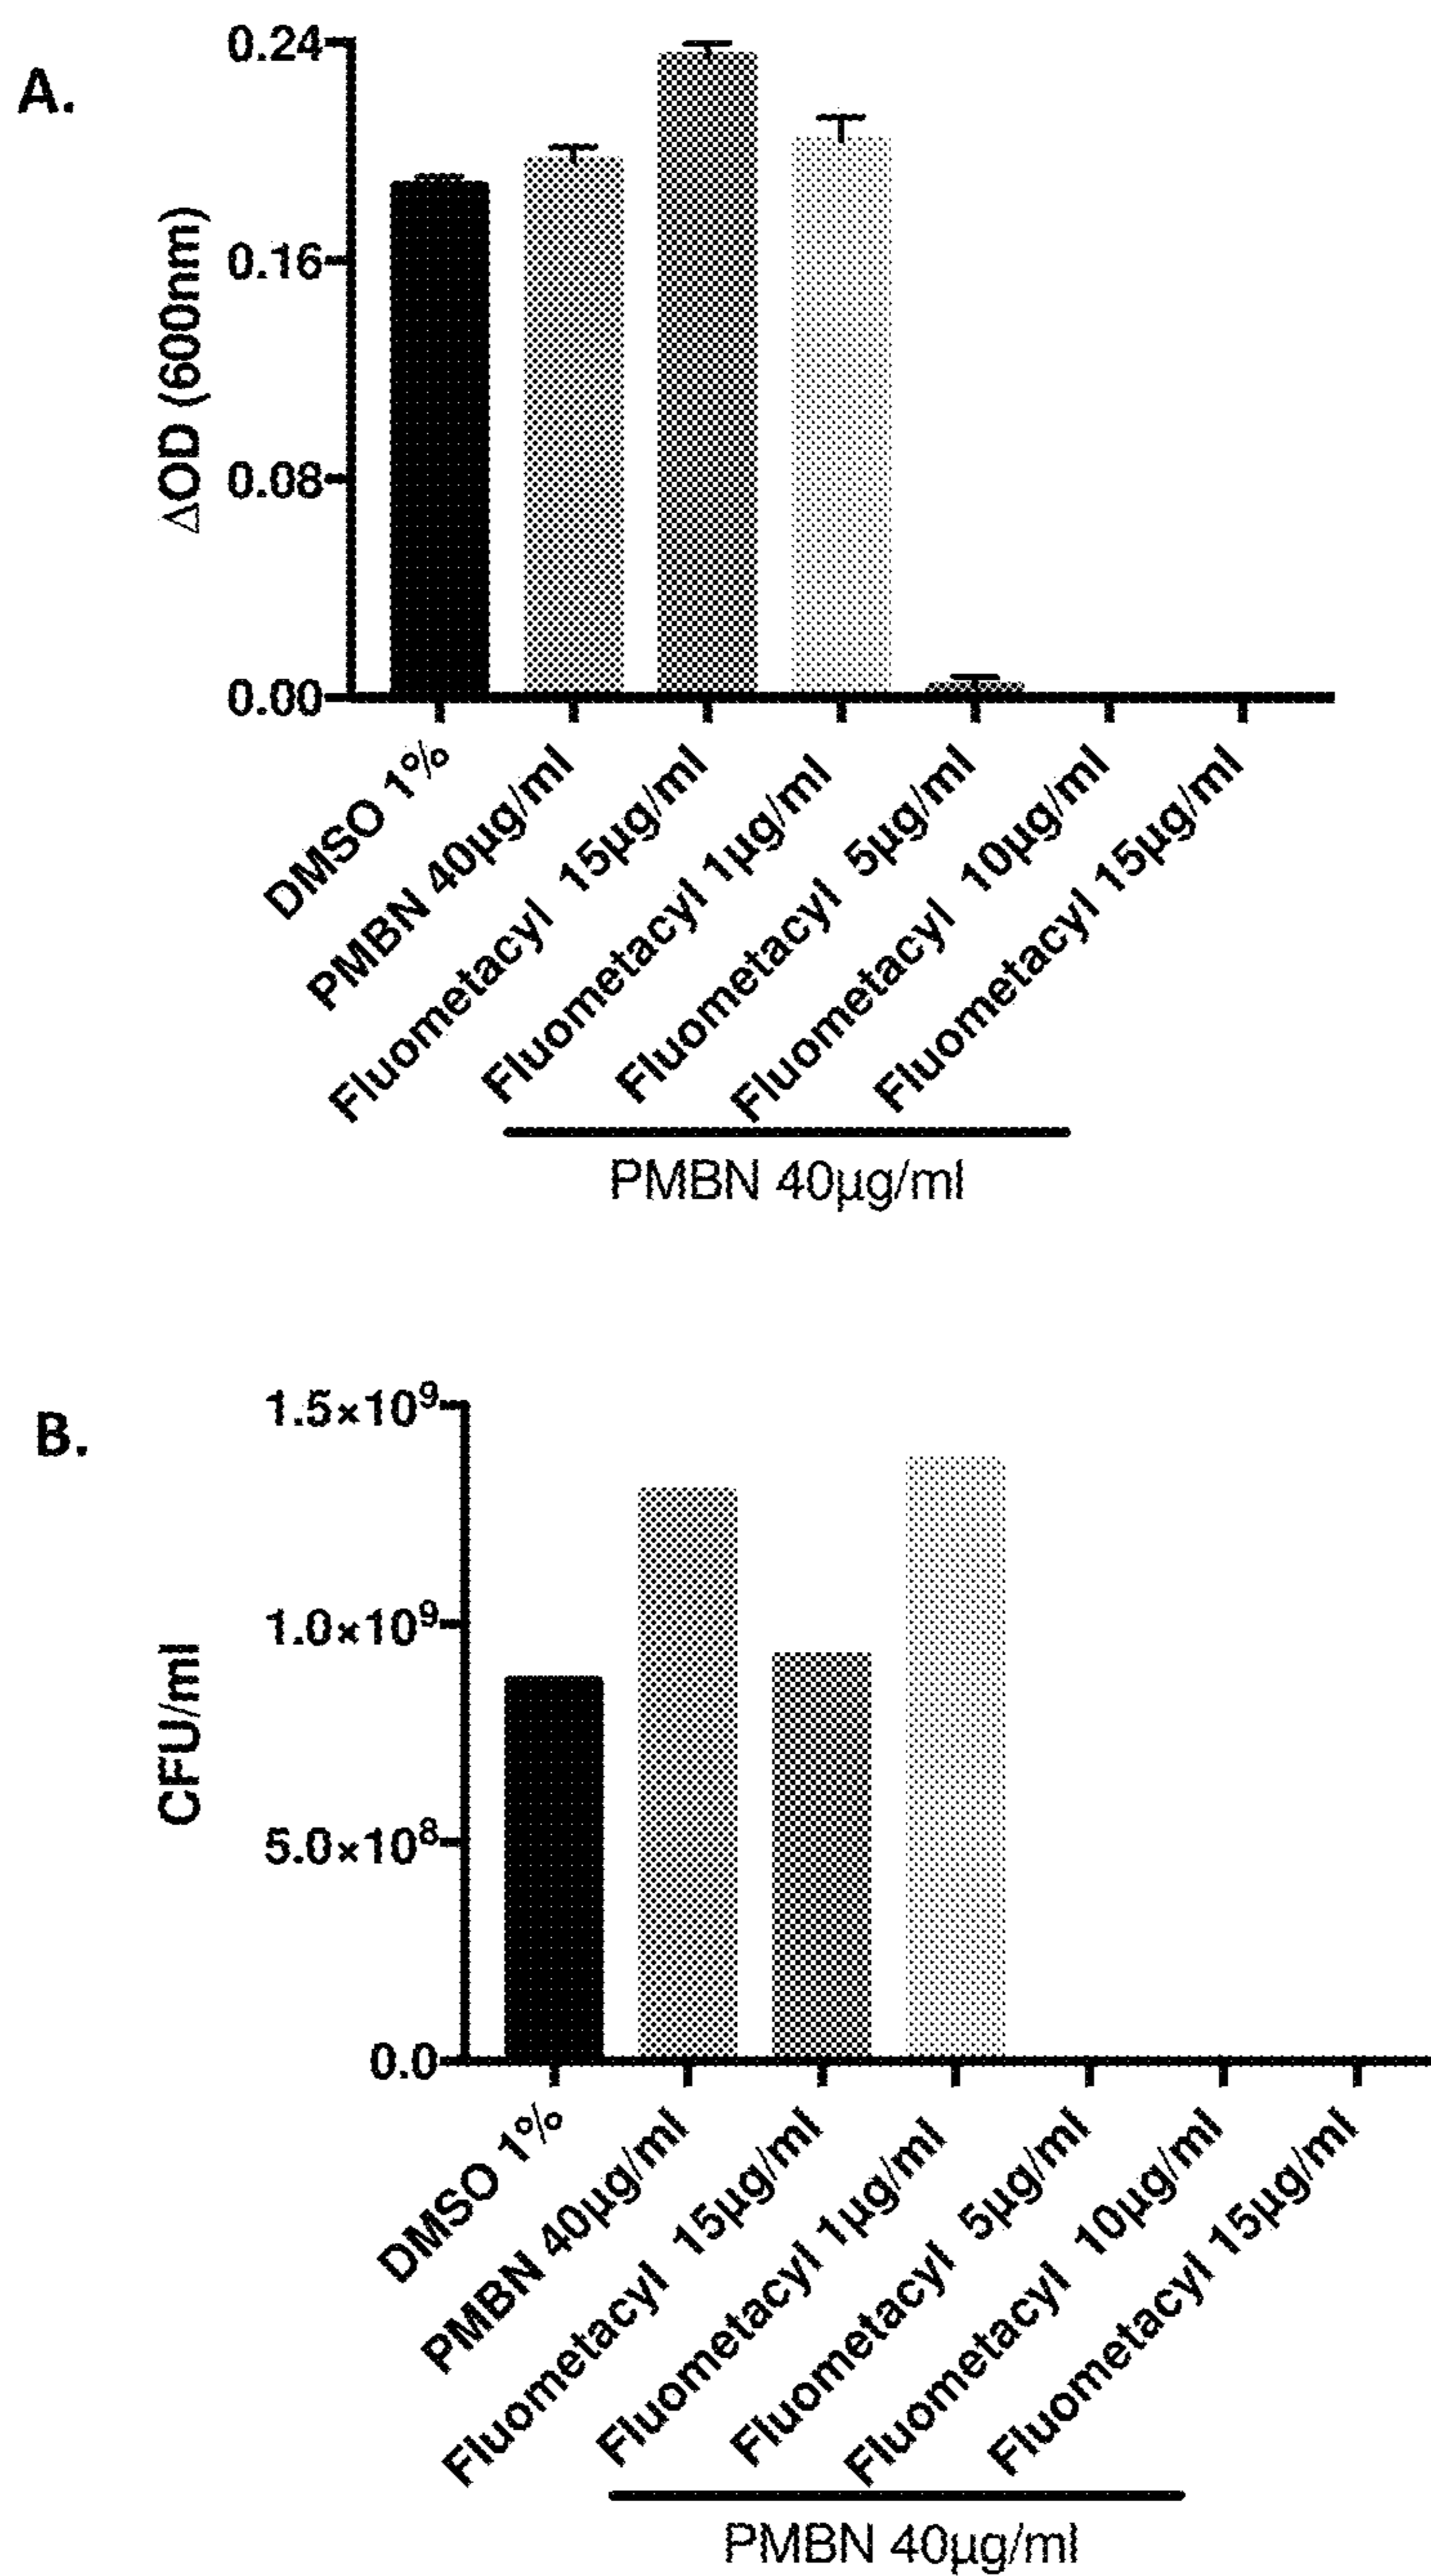 A.
0.24
0.16
0.08
0.00
ΔOD (600nm)
DMSO 1%
PMBN 40µg/ml
Fluometacyl 15µg/ml
Fluometacyl 1µg/ml
Fluometacyl 5µg/ml
Fluometacyl 10µg/ml
Fluometacyl 15µg/ml
PMBN 40µg/ml
B.
1.5×10⁹
1.0×10⁹
5.0×10⁸
0.0
CFU/ml
DMSO 1%
PMBN 40µg/ml
Fluometacyl 15µg/ml
Fluometacyl 1µg/ml
Fluometacyl 5µg/ml
Fluometacyl 10µg/ml
Fluometacyl 15µg/ml
PMBN 40µg/ml